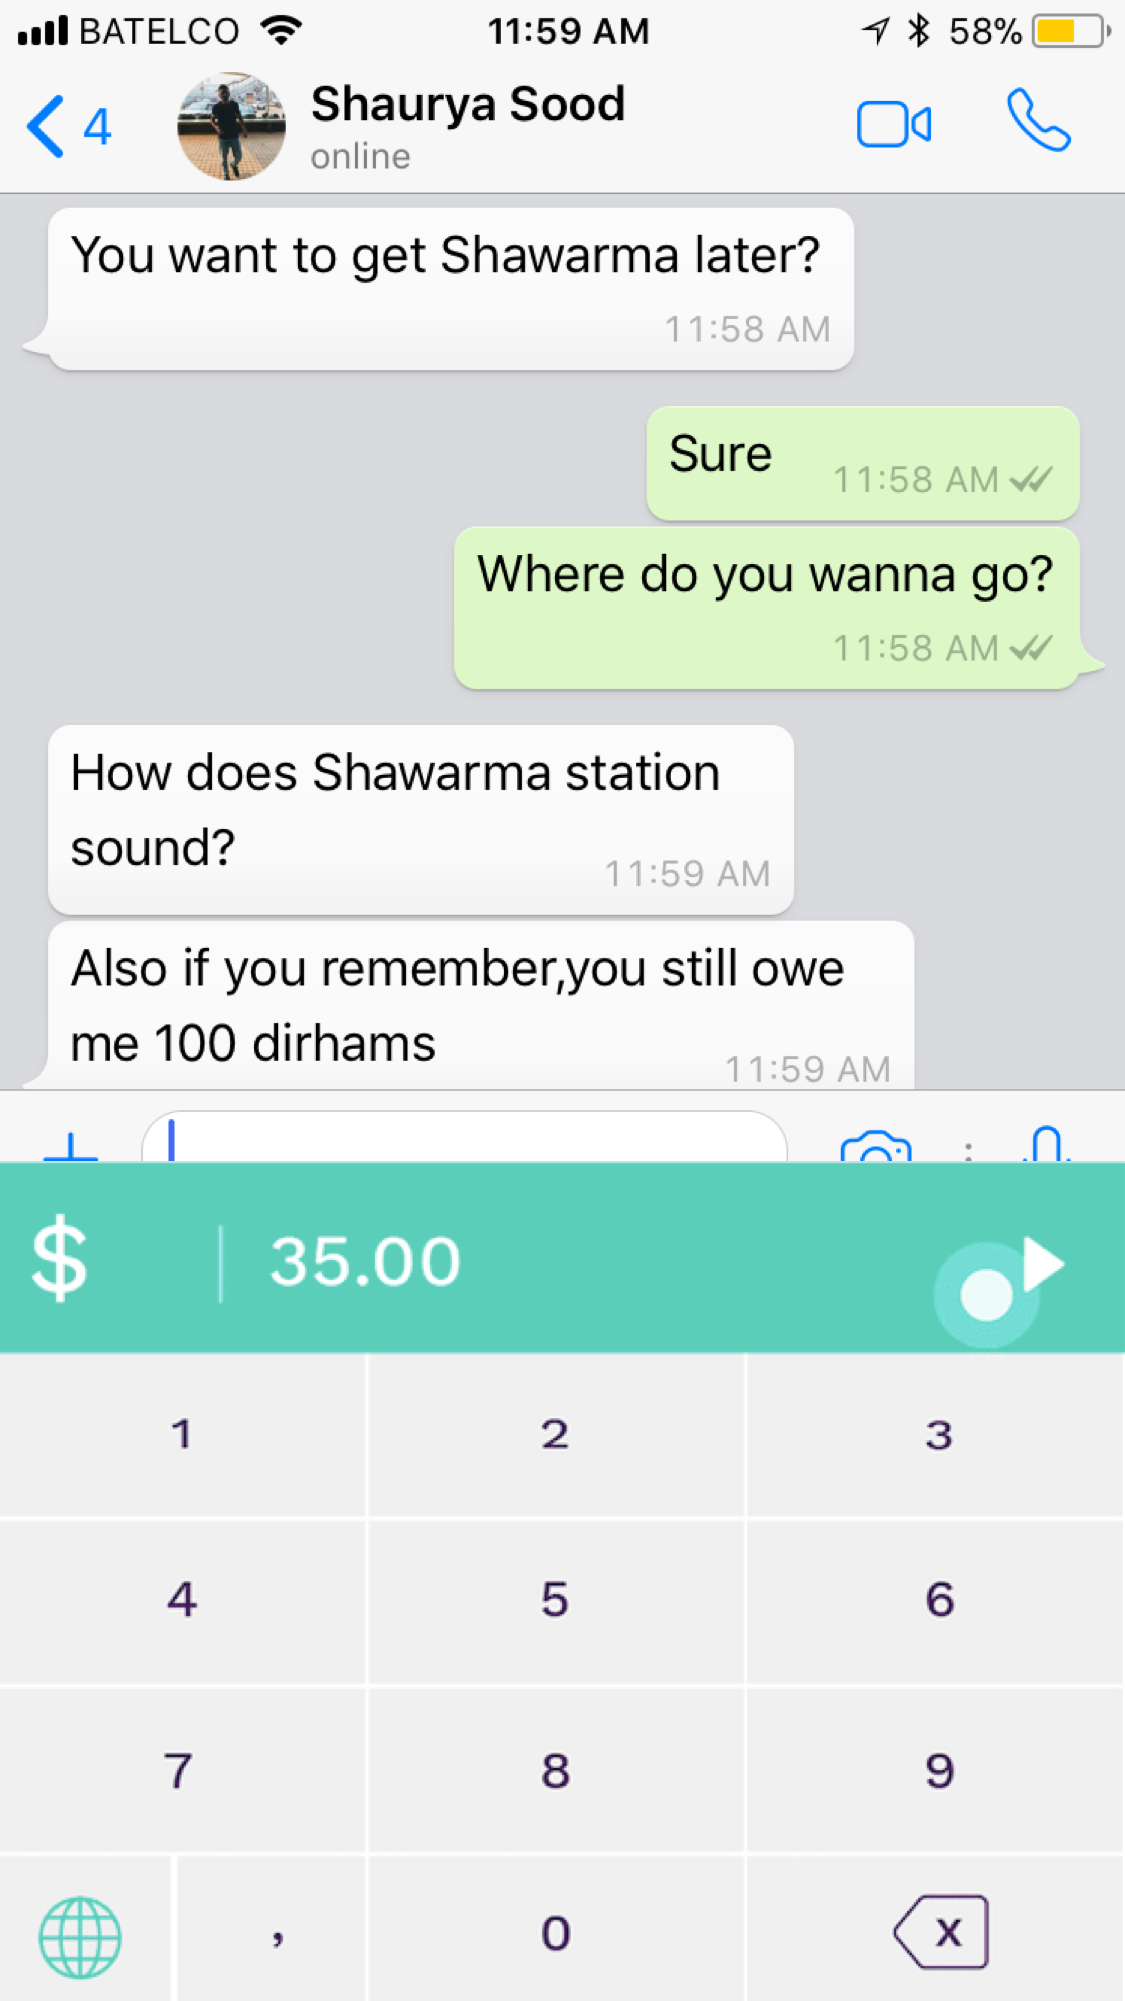 BATELCO 11:59 AM 58%
4 Shaurya Sood
online
You want to get Shawarma later?
11:58 AM
Sure 11:58 AM
Where do you wanna go?
11:58 AM
How does Shawarma station
sound? 11:59 AM
Also if you remember,you still owe
me 100 dirhams 11:59 AM
$ 35.00
1 2 3
4 5 6
7 8 9
, 0 x